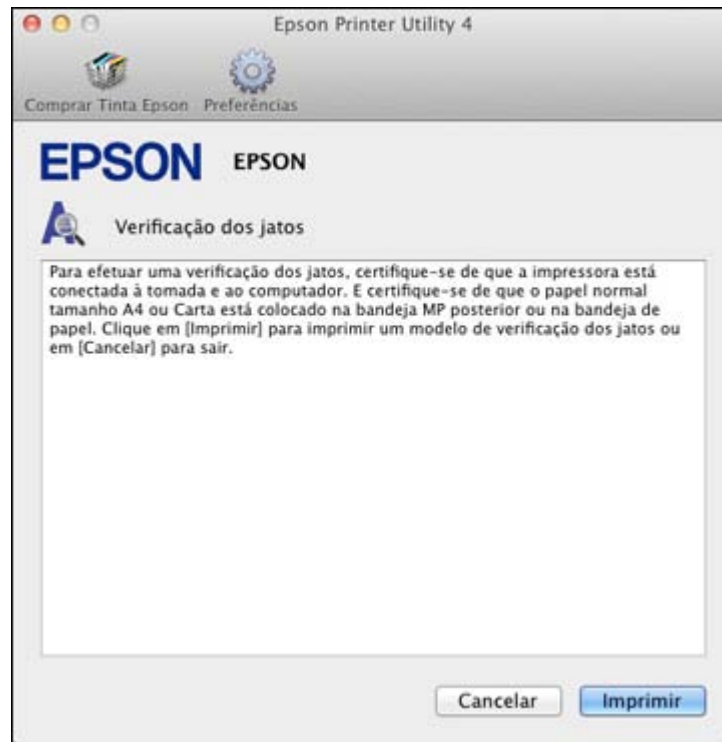 Epson Printer Utility 4
Comprar Tinta Epson Preferências
EPSON EPSON
Verificação dos jatos
Para efetuar uma verificação dos jatos, certifique-se de que a impressora está
conectada à tomada e ao computador. E certifique-se de que o papel normal
tamanho A4 ou Carta está colocado na bandeja MP posterior ou na bandeja de
papel. Clique em [Imprimir] para imprimir um modelo de verificação dos jatos ou
em [Cancelar] para sair.
Cancelar Imprimir